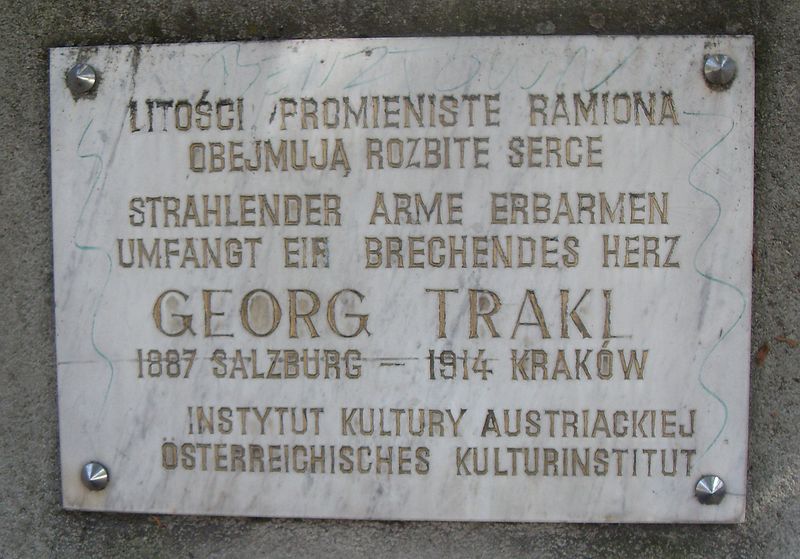 LITOŚCI PROMIENISTE RAMIONA
OBEJMUJĄ ROZBITE SERCE
STRAHLENDER ARME ERBARMEN
UMFANGT EIN BRECHENDES HERZ
GEORG TRAKL
1887 SALZBURG – 1914 KRAKÓW
INSTYTUT KULTURY AUSTRIACKIEJ
ÖSTERREICHISCHES KULTURINSTITUT